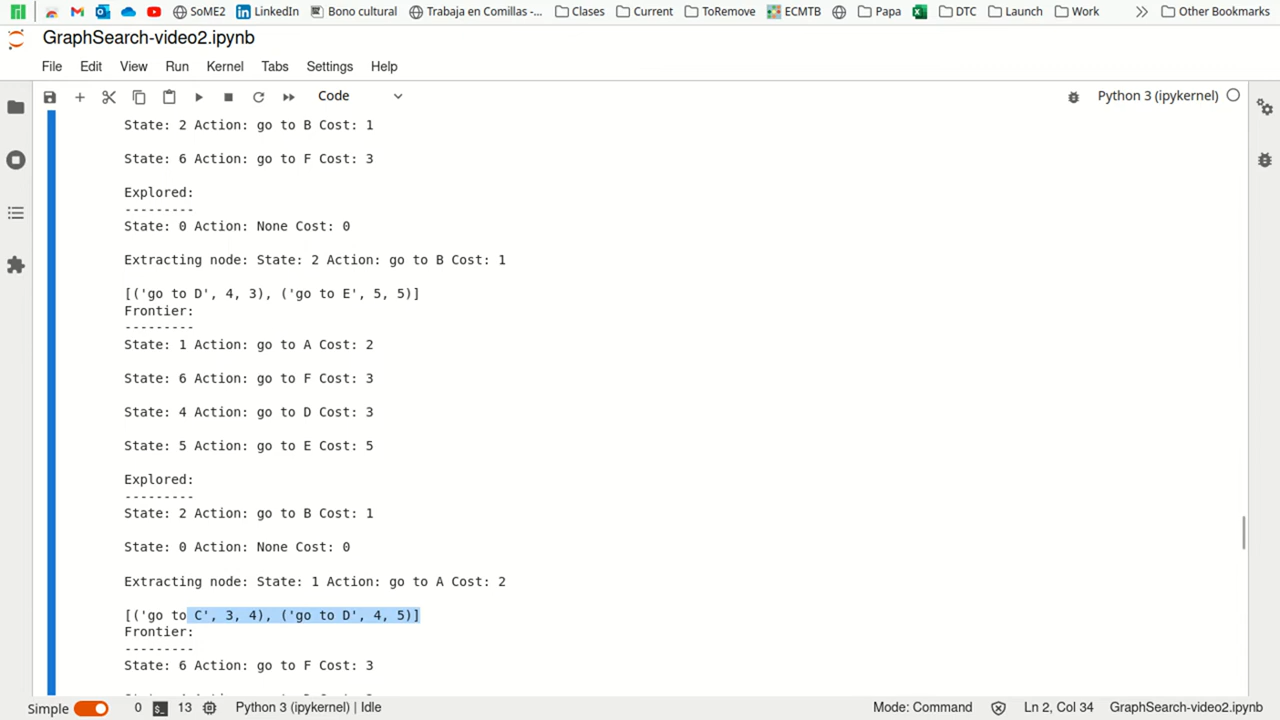 SoME2 LinkedIn Bono cultural Trabaja en Comillas -... Clases Current ToRemove ECMTB Papa DTC Launch Work Other Bookmarks
GraphSearch-video2.ipynb
File Edit View Run Kernel Tabs Settings Help
Code Python 3 (ipykernel)
State: 2 Action: go to B Cost: 1
State: 6 Action: go to F Cost: 3
Explored:
---------
State: 0 Action: None Cost: 0
Extracting node: State: 2 Action: go to B Cost: 1
[('go to D', 4, 3), ('go to E', 5, 5)]
Frontier:
---------
State: 1 Action: go to A Cost: 2
State: 6 Action: go to F Cost: 3
State: 4 Action: go to D Cost: 3
State: 5 Action: go to E Cost: 5
Explored:
---------
State: 2 Action: go to B Cost: 1
State: 0 Action: None Cost: 0
Extracting node: State: 1 Action: go to A Cost: 2
[('go to C', 3, 4), ('go to D', 4, 5)]
Frontier:
---------
State: 6 Action: go to F Cost: 3
Simple 0 13 Python 3 (ipykernel) | Idle Mode: Command Ln 2, Col 34 GraphSearch-video2.ipynb